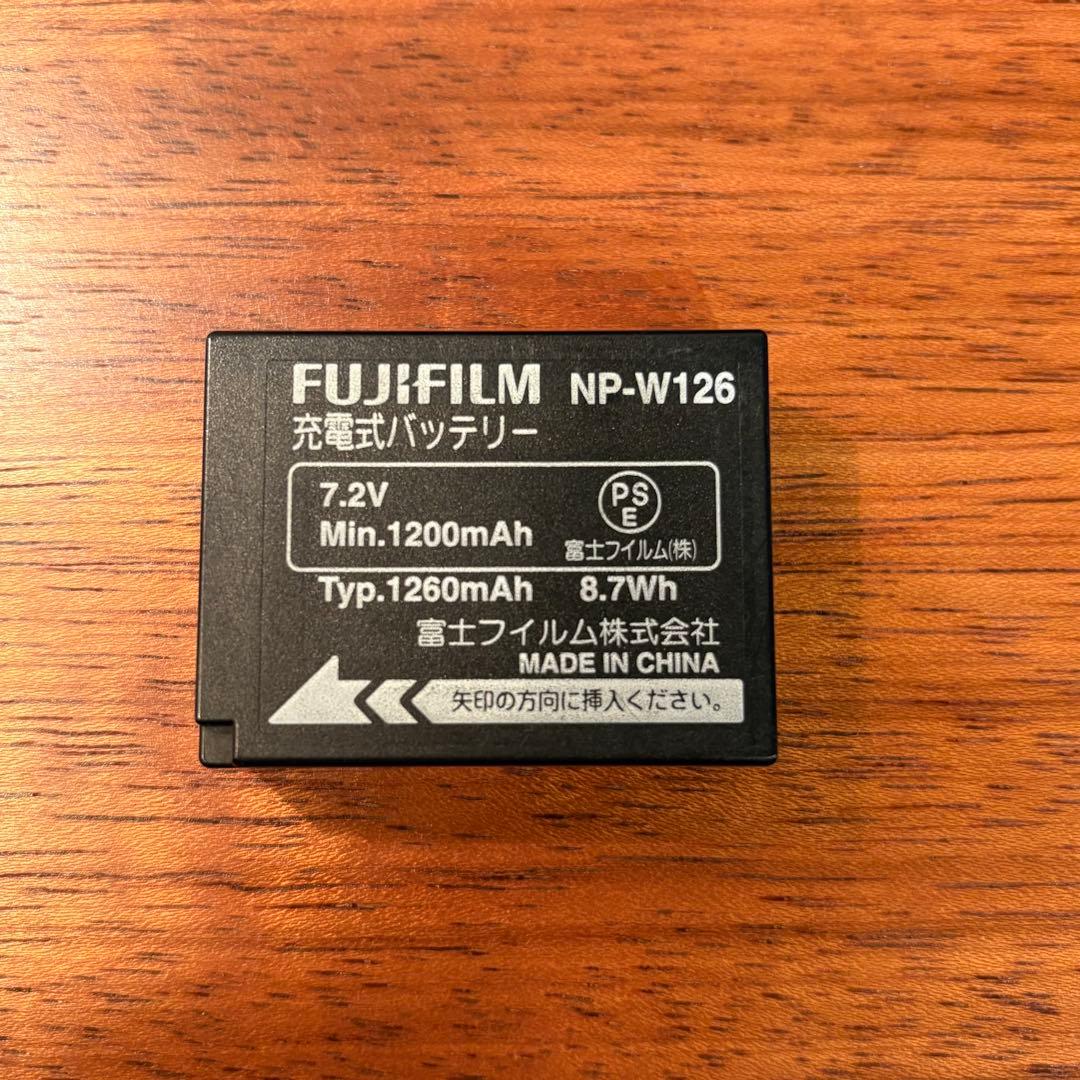 FUJIFILM NP-W126
充電式バッテリー
7.2V
Min.1200mAh
PS
E
富士フイルム(株)
Typ.1260mAh 8.7Wh
富士フイルム株式会社
MADE IN CHINA
矢印の方向に挿入ください。